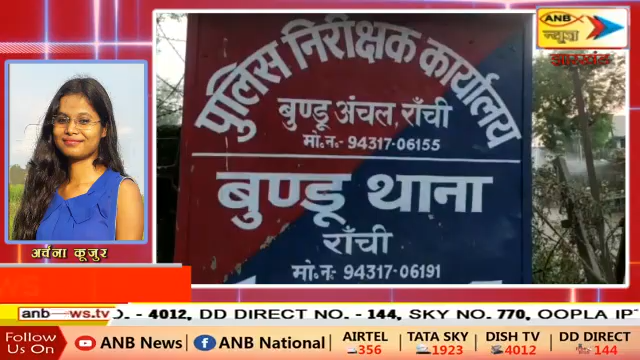 ANB
न्यूज़
झारखंड
पुलिस निरीक्षक कार्यालय
बुण्डू अंचल, राँची
मो.न.- 94317-06155
बुण्डू थाना
राँची
मो.न.- 94317-06191
अर्चना कूजुर
anb news.tv O. - 4012, DD DIRECT NO. - 144, SKY NO. 770, OOPLA IPT
Follow Us On
ANB News
ANB National
AIRTEL 356
TATA SKY 1923
DISH TV 4012
DD DIRECT 144